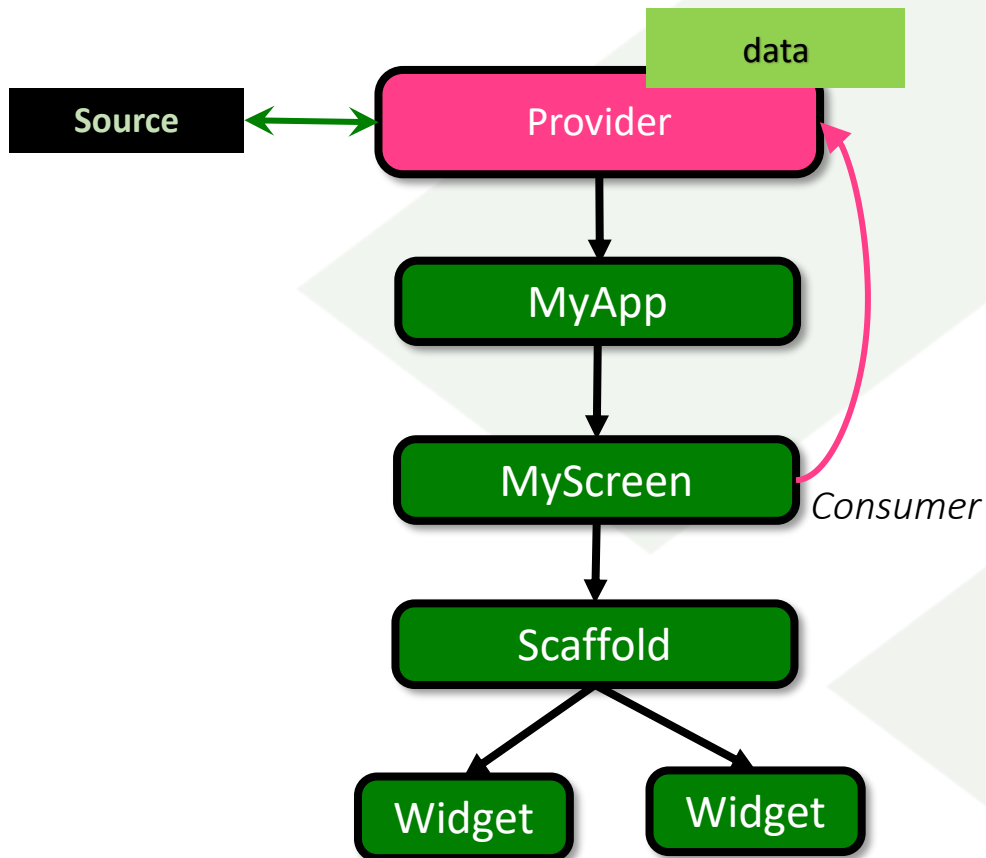 data
Source
Provider
MyApp
MyScreen
Consumer
Scaffold
Widget
Widget